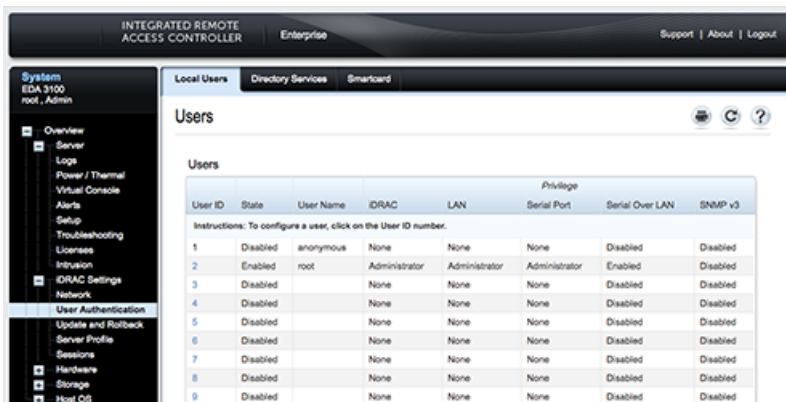 INTEGRATED REMOTE
ACCESS CONTROLLER
Enterprise
Support | About | Logout
System
EDA 3100
root , Admin
Overview
Server
Logs
Power / Thermal
Virtual Console
Alerts
Setup
Troubleshooting
Licenses
Intrusion
iDRAC Settings
Network
User Authentication
Update and Rollback
Server Profile
Sessions
Hardware
Storage
Host OS
Local Users Directory Services Smartcard
Users
Users
Privilege
User ID State User Name iDRAC LAN Serial Port Serial Over LAN SNMP v3
Instructions: To configure a user, click on the User ID number.
1 Disabled anonymous None None None Disabled Disabled
2 Enabled root Administrator Administrator Administrator Enabled Disabled
3 Disabled None None None Disabled Disabled
4 Disabled None None None Disabled Disabled
5 Disabled None None None Disabled Disabled
6 Disabled None None None Disabled Disabled
7 Disabled None None None Disabled Disabled
8 Disabled None None None Disabled Disabled
9 Disabled None None None Disabled Disabled